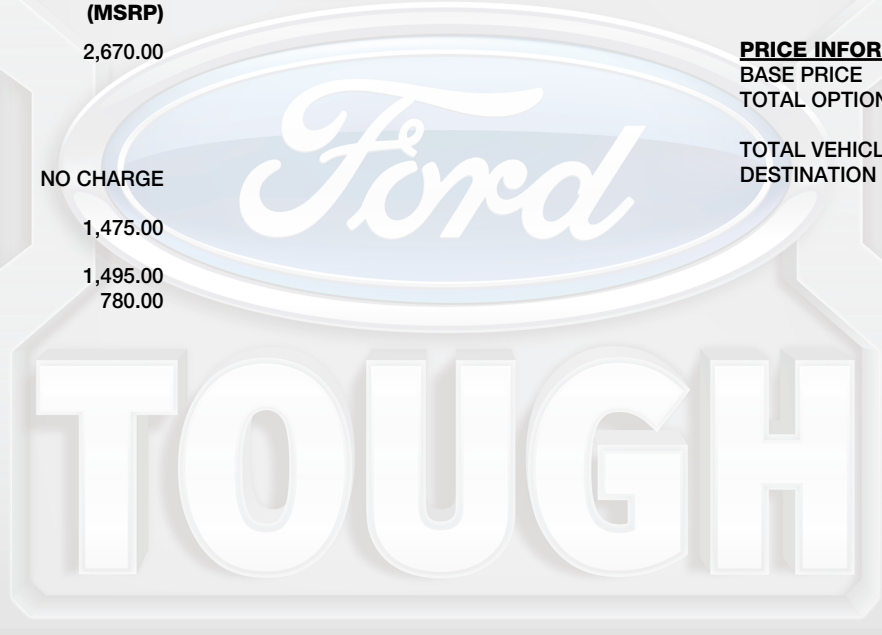 (MSRP)
2,670.00
NO CHARGE
1,475.00
1,495.00
780.00
PRICE INFOR
BASE PRICE
TOTAL OPTION
TOTAL VEHICL
DESTINATION
Ford
TOUGH